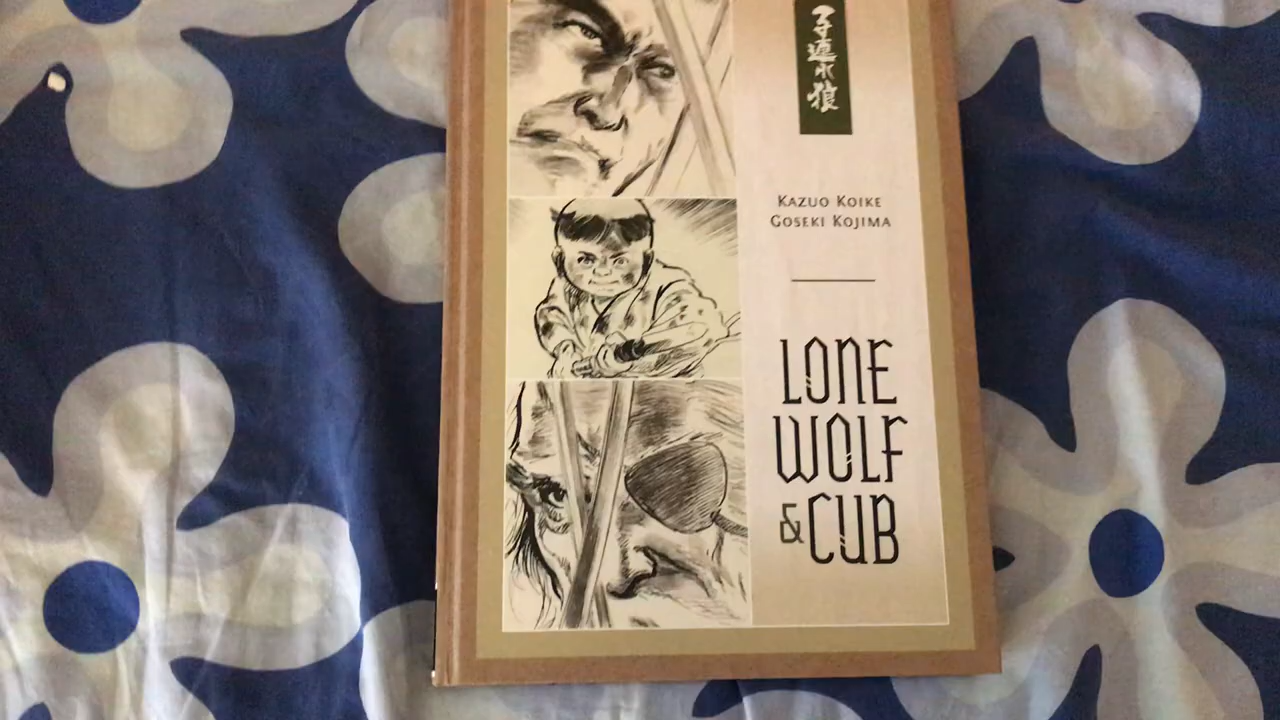 子連れ狼
KAZUO KOIKE
GOSEKI KOJIMA
LONE
WOLF
& CUB